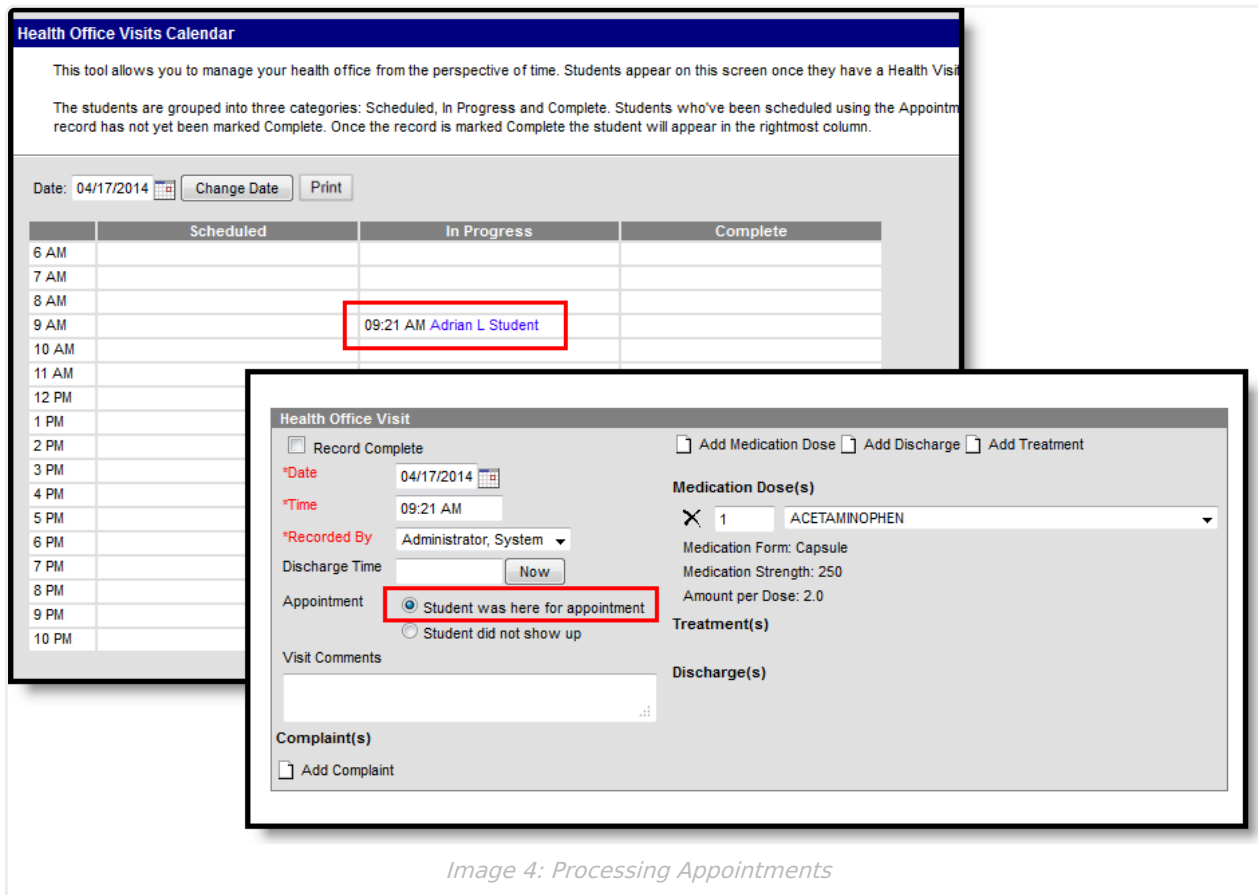 Health Office Visits Calendar
This tool allows you to manage your health office from the perspective of time. Students appear on this screen once they have a Health Visi
The students are grouped into three categories: Scheduled, In Progress and Complete. Students who've been scheduled using the Appointm
record has not yet been marked Complete. Once the record is marked Complete the student will appear in the rightmost column.
Date: 04/17/2014 Change Date Print
Scheduled In Progress Complete
6 AM
7 AM
8 AM
9 AM 09:21 AM Adrian L Student
10 AM
11 AM
12 PM
1 PM
2 PM
3 PM
4 PM
5 PM
6 PM
7 PM
8 PM
9 PM
10 PM
Health Office Visit
Record Complete
*Date 04/17/2014
*Time 09:21 AM
*Recorded By Administrator, System
Discharge Time Now
Appointment Student was here for appointment
Student did not show up
Visit Comments
Complaint(s)
Add Complaint
Add Medication Dose Add Discharge Add Treatment
Medication Dose(s)
1 ACETAMINOPHEN
Medication Form: Capsule
Medication Strength: 250
Amount per Dose: 2.0
Treatment(s)
Discharge(s)
Image 4: Processing Appointments